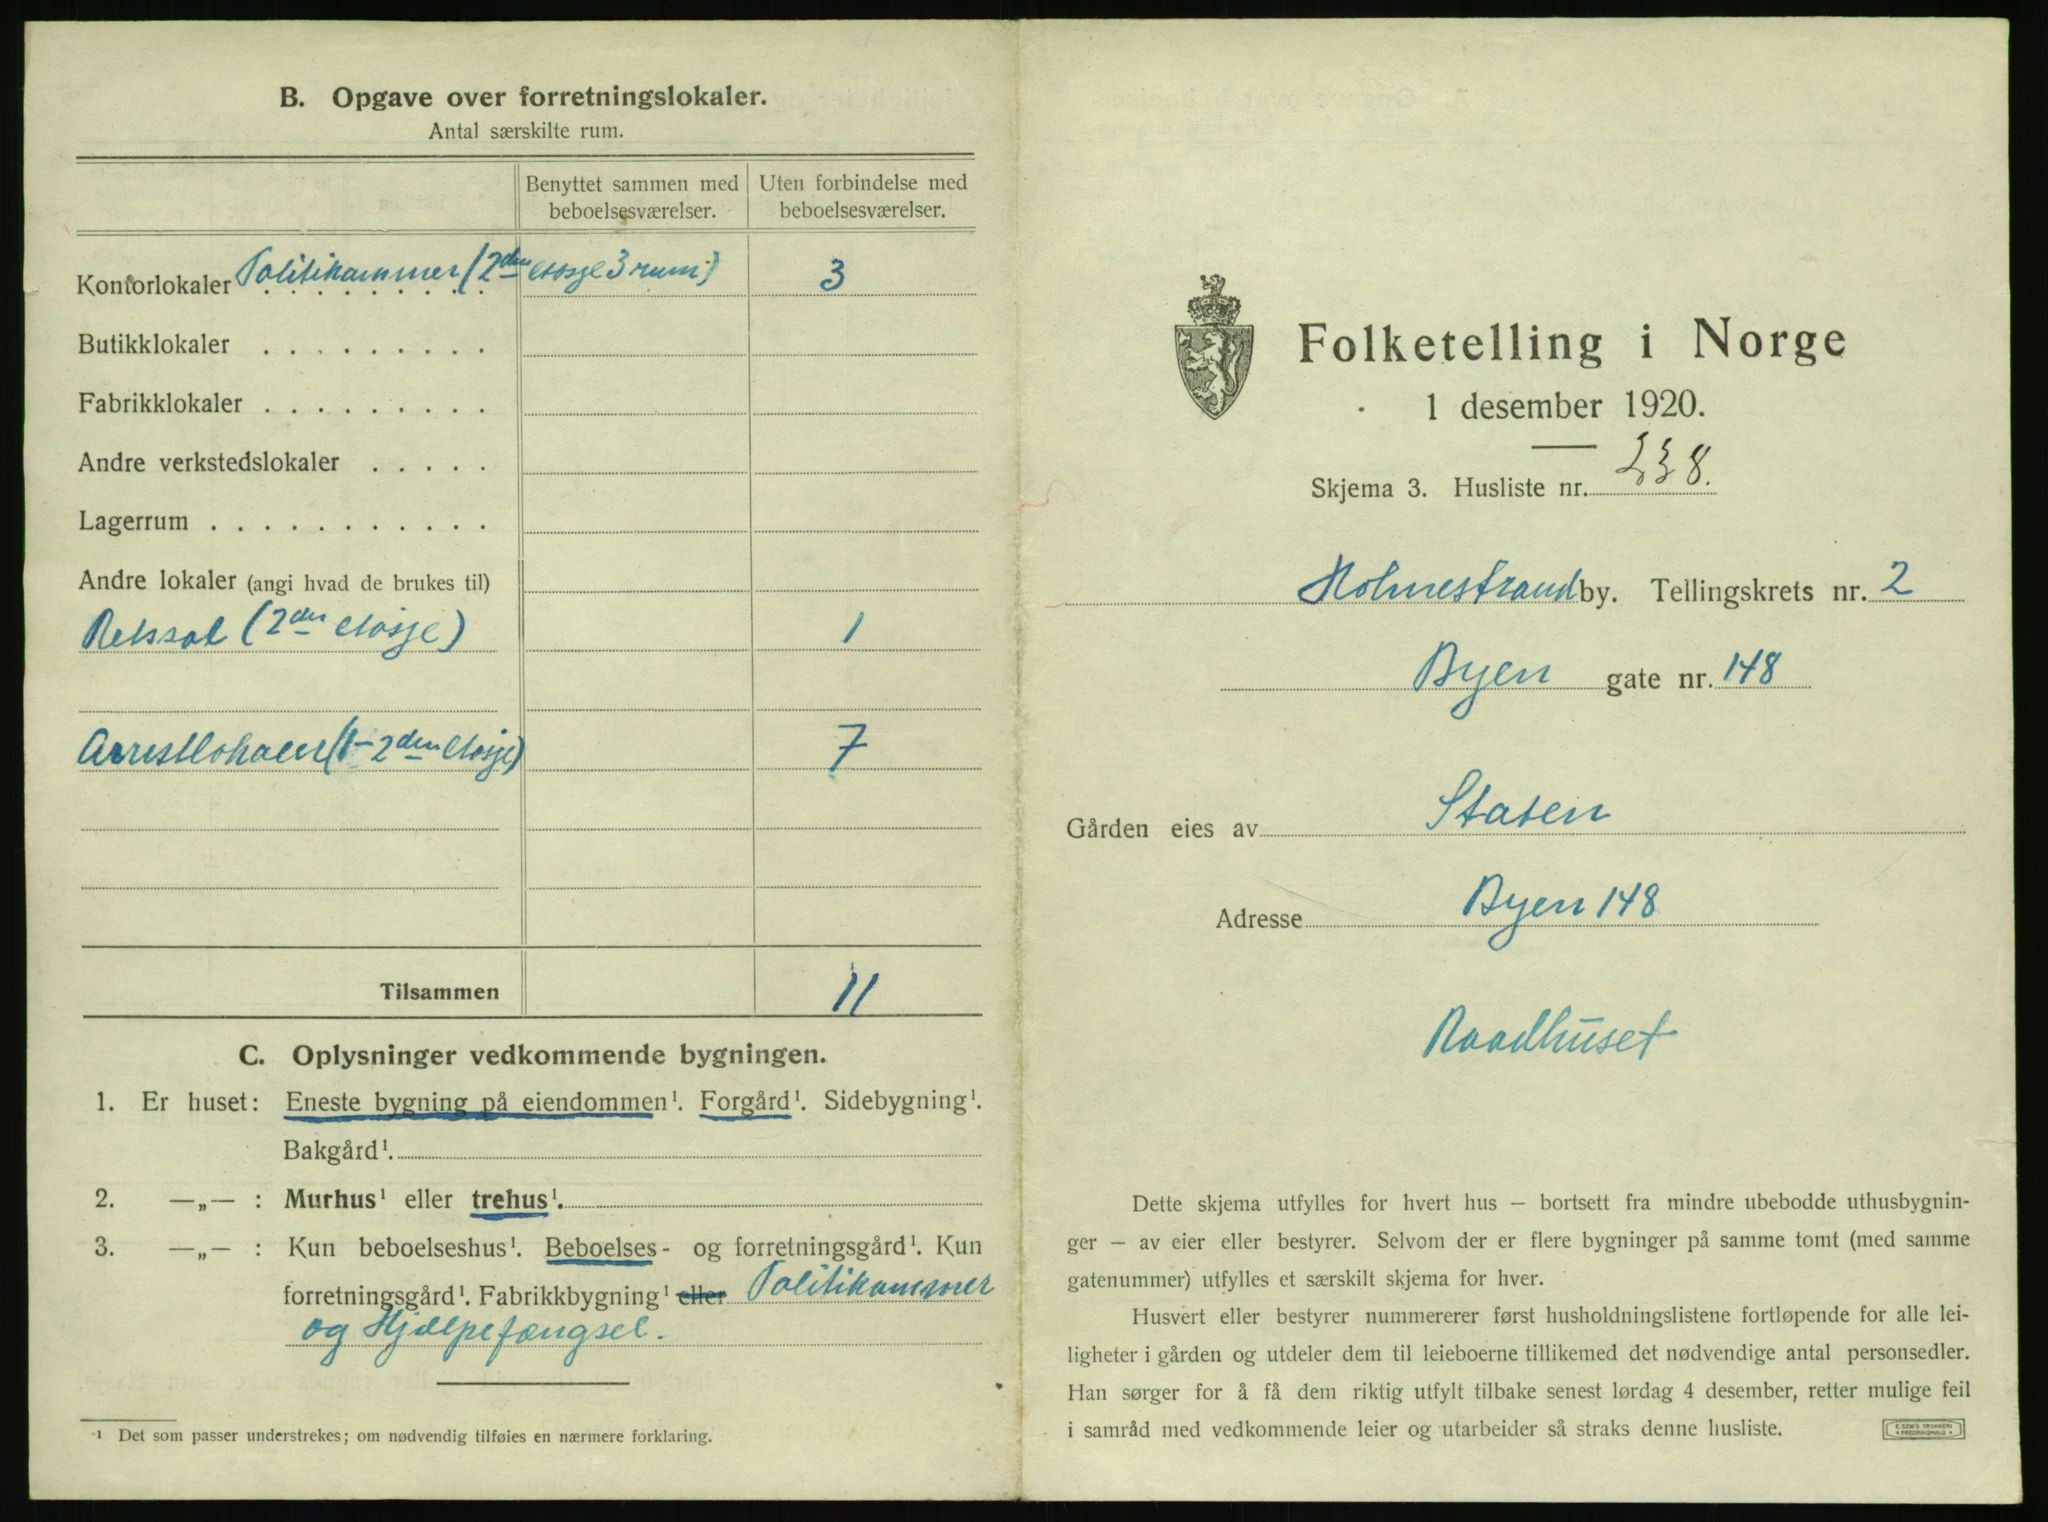 B. Opgave over forretningslokaler.
Antal særskilte rum.
Benyttet sammen med beboelsesværelser.
Uten forbindelse med beboelsesværelser.
Kontorlokaler Politikammer (2den etasje 3 rum) 3
Butikklokaler . . . . . . . . .
Fabrikklokaler . . . . . . . . .
Andre verkstedslokaler . . . . .
Lagerrum . . . . . . . . . . . .
Andre lokaler (angi hvad de brukes til)
Retssal (2den etasje) 1
Arrestlokaler (1-2den etasje) 7
Tilsammen 11
C. Oplysninger vedkommende bygningen.
1. Er huset: Eneste bygning på eiendommen¹. Forgård¹. Sidebygning¹.
Bakgård¹.
2. —„— : Murhus¹ eller trehus¹.
3. —„— : Kun beboelseshus¹. Beboelses- og forretningsgård¹. Kun
forretningsgård¹. Fabrikkbygning¹ eller Politikammer
og Hjælpefængsel.
¹ Det som passer understrekes; om nødvendig tilføies en nærmere forklaring.
Folketelling i Norge
1 desember 1920.
Skjema 3. Husliste nr. 238.
Holmestrand by. Tellingskrets nr. 2
Byen gate nr. 148
Gården eies av Staten
Adresse Byen 148
Raadhuset
Dette skjema utfylles for hvert hus – bortsett fra mindre ubebodde uthusbygnin-
ger – av eier eller bestyrer. Selvom der er flere bygninger på samme tomt (med samme
gatenummer) utfylles et særskilt skjema for hver.
Husvert eller bestyrer nummererer først husholdningslistene fortløpende for alle lei-
ligheter i gården og utdeler dem til leieboerne tillikemed det nødvendige antal personsedler.
Han sørger for å få dem riktig utfylt tilbake senest lørdag 4 desember, retter mulige feil
i samråd med vedkommende leier og utarbeider så straks denne husliste.
E. SEM'S TRYKKERI
• FREDRIKSHALD •